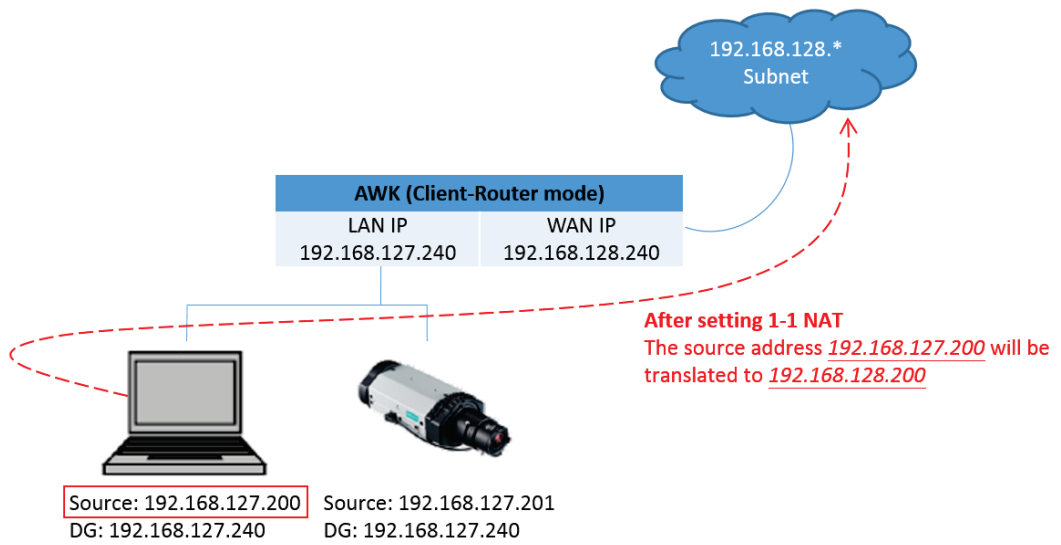 192.168.128.*
Subnet
AWK (Client-Router mode)
LAN IP
192.168.127.240
WAN IP
192.168.128.240
After setting 1-1 NAT
The source address 192.168.127.200 will be
translated to 192.168.128.200
Source: 192.168.127.200
DG: 192.168.127.240
Source: 192.168.127.201
DG: 192.168.127.240